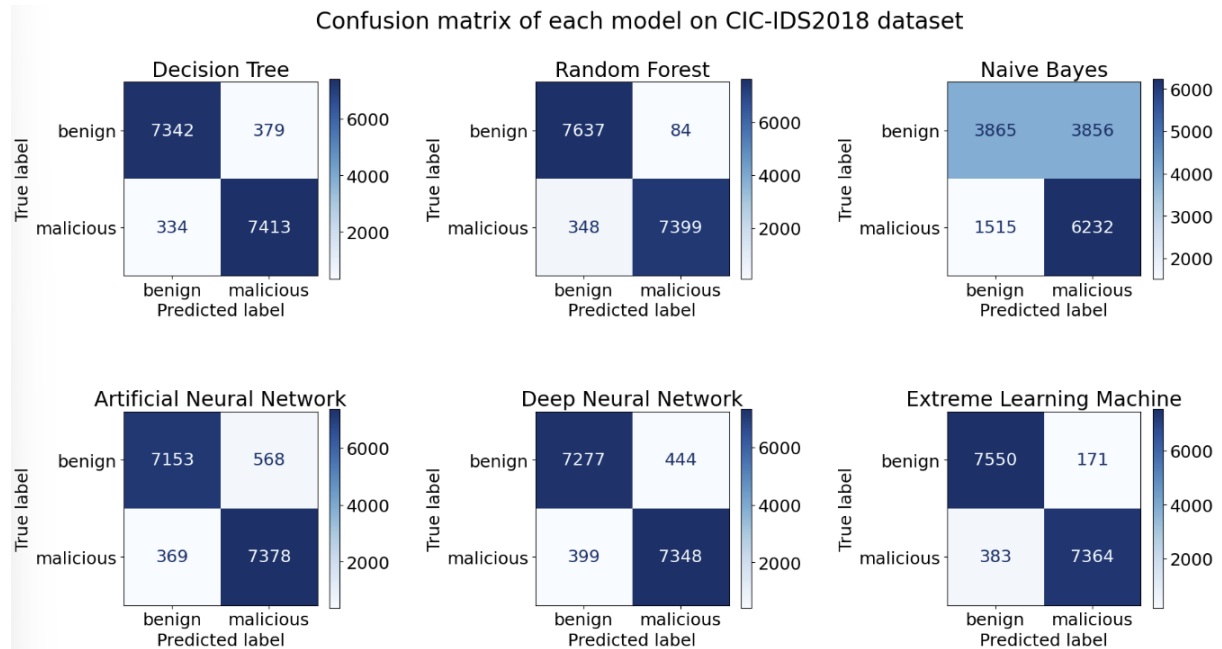 Confusion matrix of each model on CIC-IDS2018 dataset
Decision Tree
True label
benign
malicious
7342 379
334 7413
benign malicious
Predicted label
6000
4000
2000
Random Forest
True label
benign
malicious
7637 84
348 7399
benign malicious
Predicted label
6000
4000
2000
Naive Bayes
True label
benign
malicious
3865 3856
1515 6232
benign malicious
Predicted label
6000
5000
4000
3000
2000
Artificial Neural Network
True label
benign
malicious
7153 568
369 7378
benign malicious
Predicted label
6000
4000
2000
Deep Neural Network
True label
benign
malicious
7277 444
399 7348
benign malicious
Predicted label
6000
4000
2000
Extreme Learning Machine
True label
benign
malicious
7550 171
383 7364
benign malicious
Predicted label
6000
4000
2000